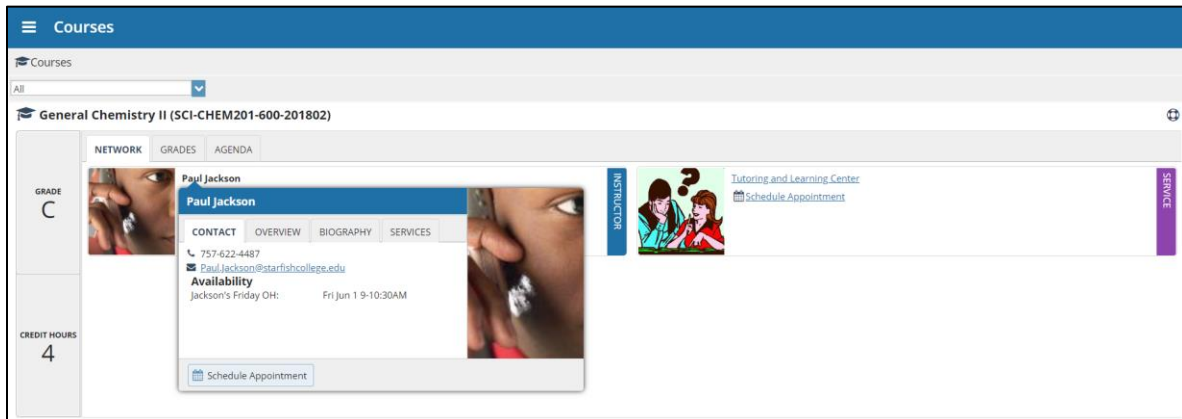 Courses
Courses
All
General Chemistry II (SCI-CHEM201-600-201802)
NETWORK GRADES AGENDA
GRADE
C
CREDIT HOURS
4
Paul Jackson
INSTRUCTOR
Paul Jackson
CONTACT OVERVIEW BIOGRAPHY SERVICES
757-622-4487
Paul.Jackson@starfishcollege.edu
Availability
Jackson's Friday OH: Fri Jun 1 9-10:30AM
Schedule Appointment
Tutoring and Learning Center
Schedule Appointment
SERVICE